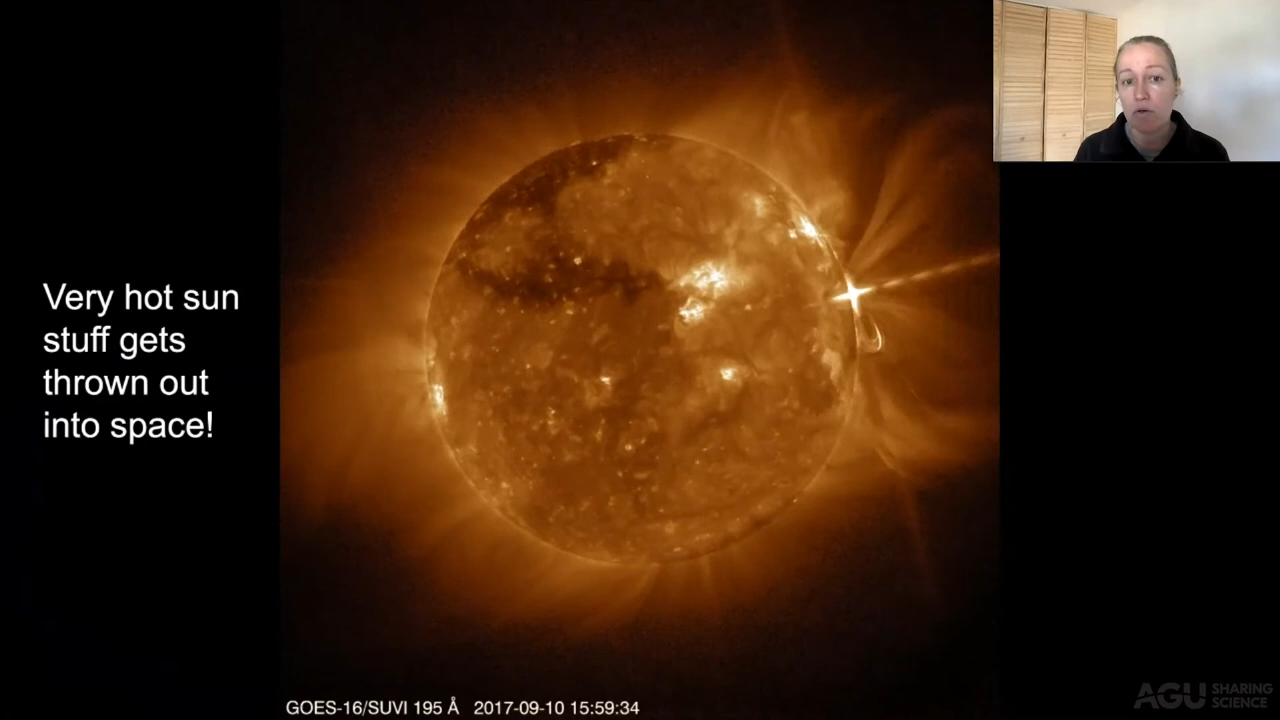 Very hot sun
stuff gets
thrown out
into space!
GOES-16/SUVI 195 Å 2017-09-10 15:59:34
AGU SHARING
SCIENCE